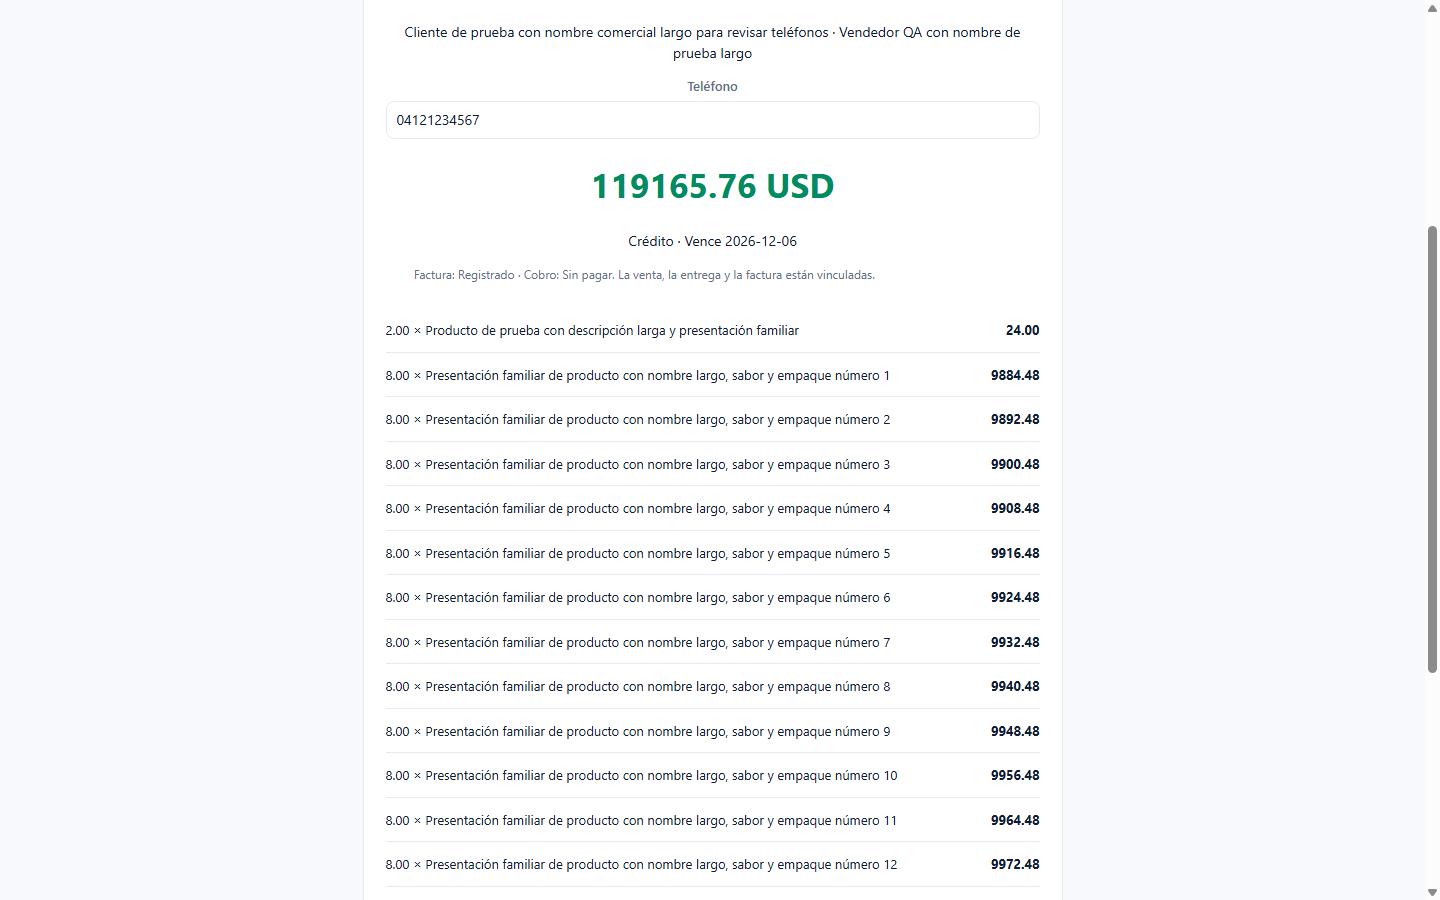 Cliente de prueba con nombre comercial largo para revisar teléfonos · Vendedor QA con nombre de
prueba largo
Teléfono
04121234567
119165.76 USD
Crédito · Vence 2026-12-06
Factura: Registrado · Cobro: Sin pagar. La venta, la entrega y la factura están vinculadas.
2.00 × Producto de prueba con descripción larga y presentación familiar 24.00
8.00 × Presentación familiar de producto con nombre largo, sabor y empaque número 1 9884.48
8.00 × Presentación familiar de producto con nombre largo, sabor y empaque número 2 9892.48
8.00 × Presentación familiar de producto con nombre largo, sabor y empaque número 3 9900.48
8.00 × Presentación familiar de producto con nombre largo, sabor y empaque número 4 9908.48
8.00 × Presentación familiar de producto con nombre largo, sabor y empaque número 5 9916.48
8.00 × Presentación familiar de producto con nombre largo, sabor y empaque número 6 9924.48
8.00 × Presentación familiar de producto con nombre largo, sabor y empaque número 7 9932.48
8.00 × Presentación familiar de producto con nombre largo, sabor y empaque número 8 9940.48
8.00 × Presentación familiar de producto con nombre largo, sabor y empaque número 9 9948.48
8.00 × Presentación familiar de producto con nombre largo, sabor y empaque número 10 9956.48
8.00 × Presentación familiar de producto con nombre largo, sabor y empaque número 11 9964.48
8.00 × Presentación familiar de producto con nombre largo, sabor y empaque número 12 9972.48